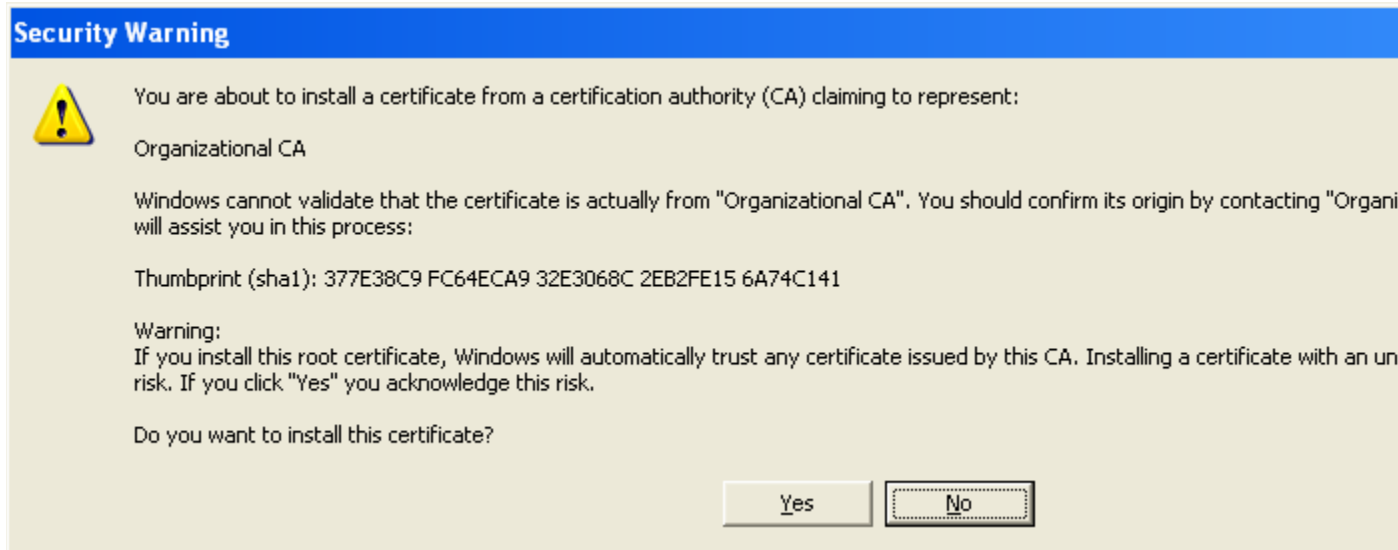 Security Warning
You are about to install a certificate from a certification authority (CA) claiming to represent:
Organizational CA
Windows cannot validate that the certificate is actually from "Organizational CA". You should confirm its origin by contacting "Organi
will assist you in this process:
Thumbprint (sha1): 377E38C9 FC64ECA9 32E3068C 2EB2FE15 6A74C141
Warning:
If you install this root certificate, Windows will automatically trust any certificate issued by this CA. Installing a certificate with an un
risk. If you click "Yes" you acknowledge this risk.
Do you want to install this certificate?
Yes No